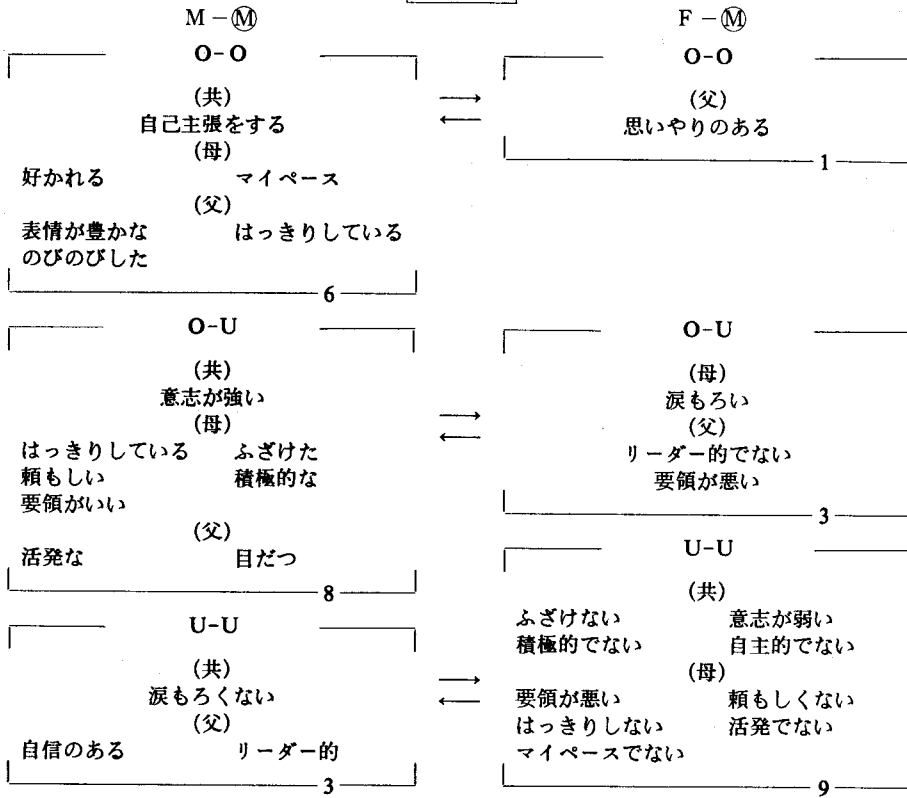 M－Ⓜ
O-O
(共)
自己主張をする
(母)
好かれる　マイペース
(父)
表情が豊かな　はっきりしている
のびのびした
6
O-U
(共)
意志が強い
(母)
はっきりしている　ふざけた
頼もしい　積極的な
要領がいい
(父)
活発な　目だつ
8
U-U
(共)
涙もろくない
(父)
自信のある　リーダー的
3
→
←
→
←
→
←
F－Ⓜ
O-O
(父)
思いやりのある
1
O-U
(母)
涙もろい
(父)
リーダー的でない
要領が悪い
3
U-U
(共)
ふざけない　意志が弱い
積極的でない　自主的でない
(母)
要領が悪い　頼もしくない
はっきりしない　活発でない
マイペースでない
9